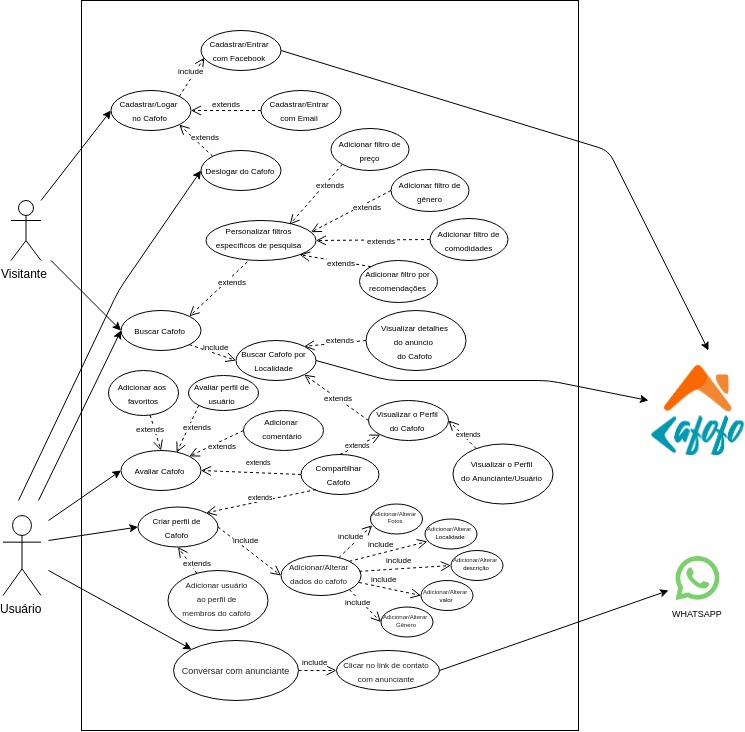 Cadastrar/Entrar
com Facebook
include
Cadastrar/Logar
no Cafofo
extends
Cadastrar/Entrar
com Email
extends
Deslogar do Cafofo
Adicionar filtro de
preço
extends
Adicionar filtro de
gênero
extends
Personalizar filtros
específicos de pesquisa
extends
Adicionar filtro de
comodidades
extends
Adicionar filtro por
recomendações
Visitante
extends
Buscar Cafofo
include
Buscar Cafofo por
Localidade
extends
Visualizar detalhes
do anúncio
do Cafofo
Adicionar aos
favoritos
Avaliar perfil de
usuário
extends
Visualizar o Perfil
do Cafofo
extends
extends
Adicionar
comentário
extends
extends
extends
Visualizar o Perfil
do Anunciante/Usuário
Avaliar Cafofo
extends
Compartilhar
Cafofo
extends
Criar perfil de
Cafofo
include
Adicionar/Alterar
Fotos
include
include
Adicionar/Alterar
Localidade
Adicionar/Alterar
dados do cafofo
include
Adicionar/Alterar
descrição
include
Adicionar/Alterar
valor
include
Adicionar/Alterar
Gênero
extends
Adicionar usuário
ao perfil de
membros do cafofo
Usuário
Conversar com anunciante
include
Clicar no link de contato
com anunciante
Cafofo
WHATSAPP